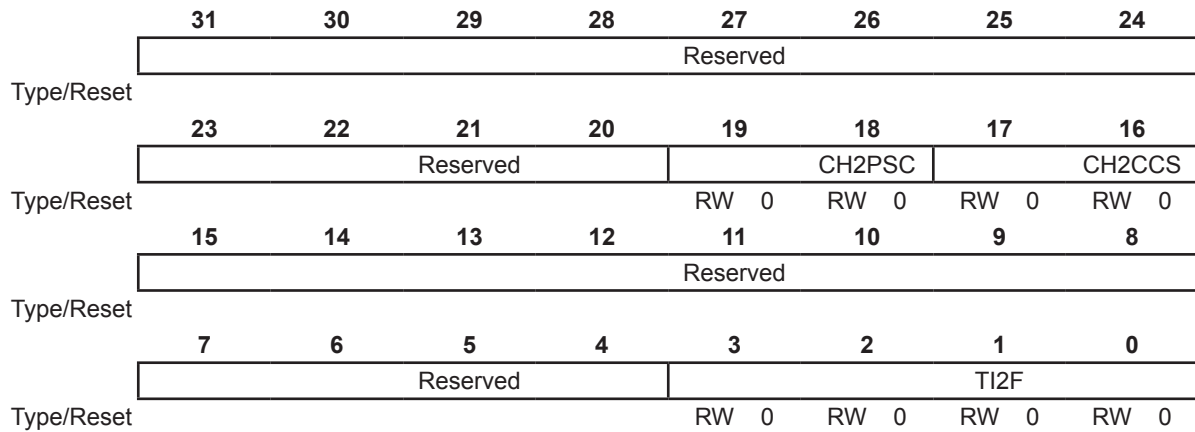 31 30 29 28 27 26 25 24
Reserved
Type/Reset
23 22 21 20 19 18 17 16
Reserved CH2PSC CH2CCS
Type/Reset RW 0 RW 0 RW 0 RW 0
15 14 13 12 11 10 9 8
Reserved
Type/Reset
7 6 5 4 3 2 1 0
Reserved TI2F
Type/Reset RW 0 RW 0 RW 0 RW 0